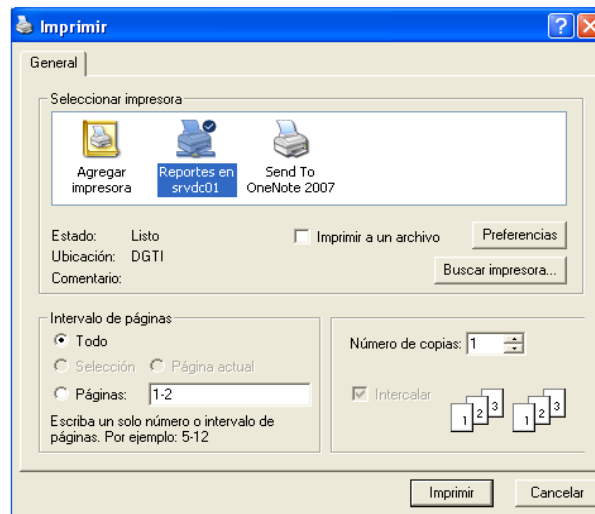 Imprimir
General
Seleccionar impresora
Agregar impresora
Reportes en srvdc01
Send To OneNote 2007
Estado: Listo
Imprimir a un archivo
Preferencias
Ubicación: DGTI
Comentario:
Buscar impresora...
Intervalo de páginas
Todo
Selección Página actual
Páginas: 1-2
Escriba un solo número o intervalo de
páginas. Por ejemplo: 5-12
Número de copias: 1
Intercalar
1 2 3 1 2 3
Imprimir Cancelar